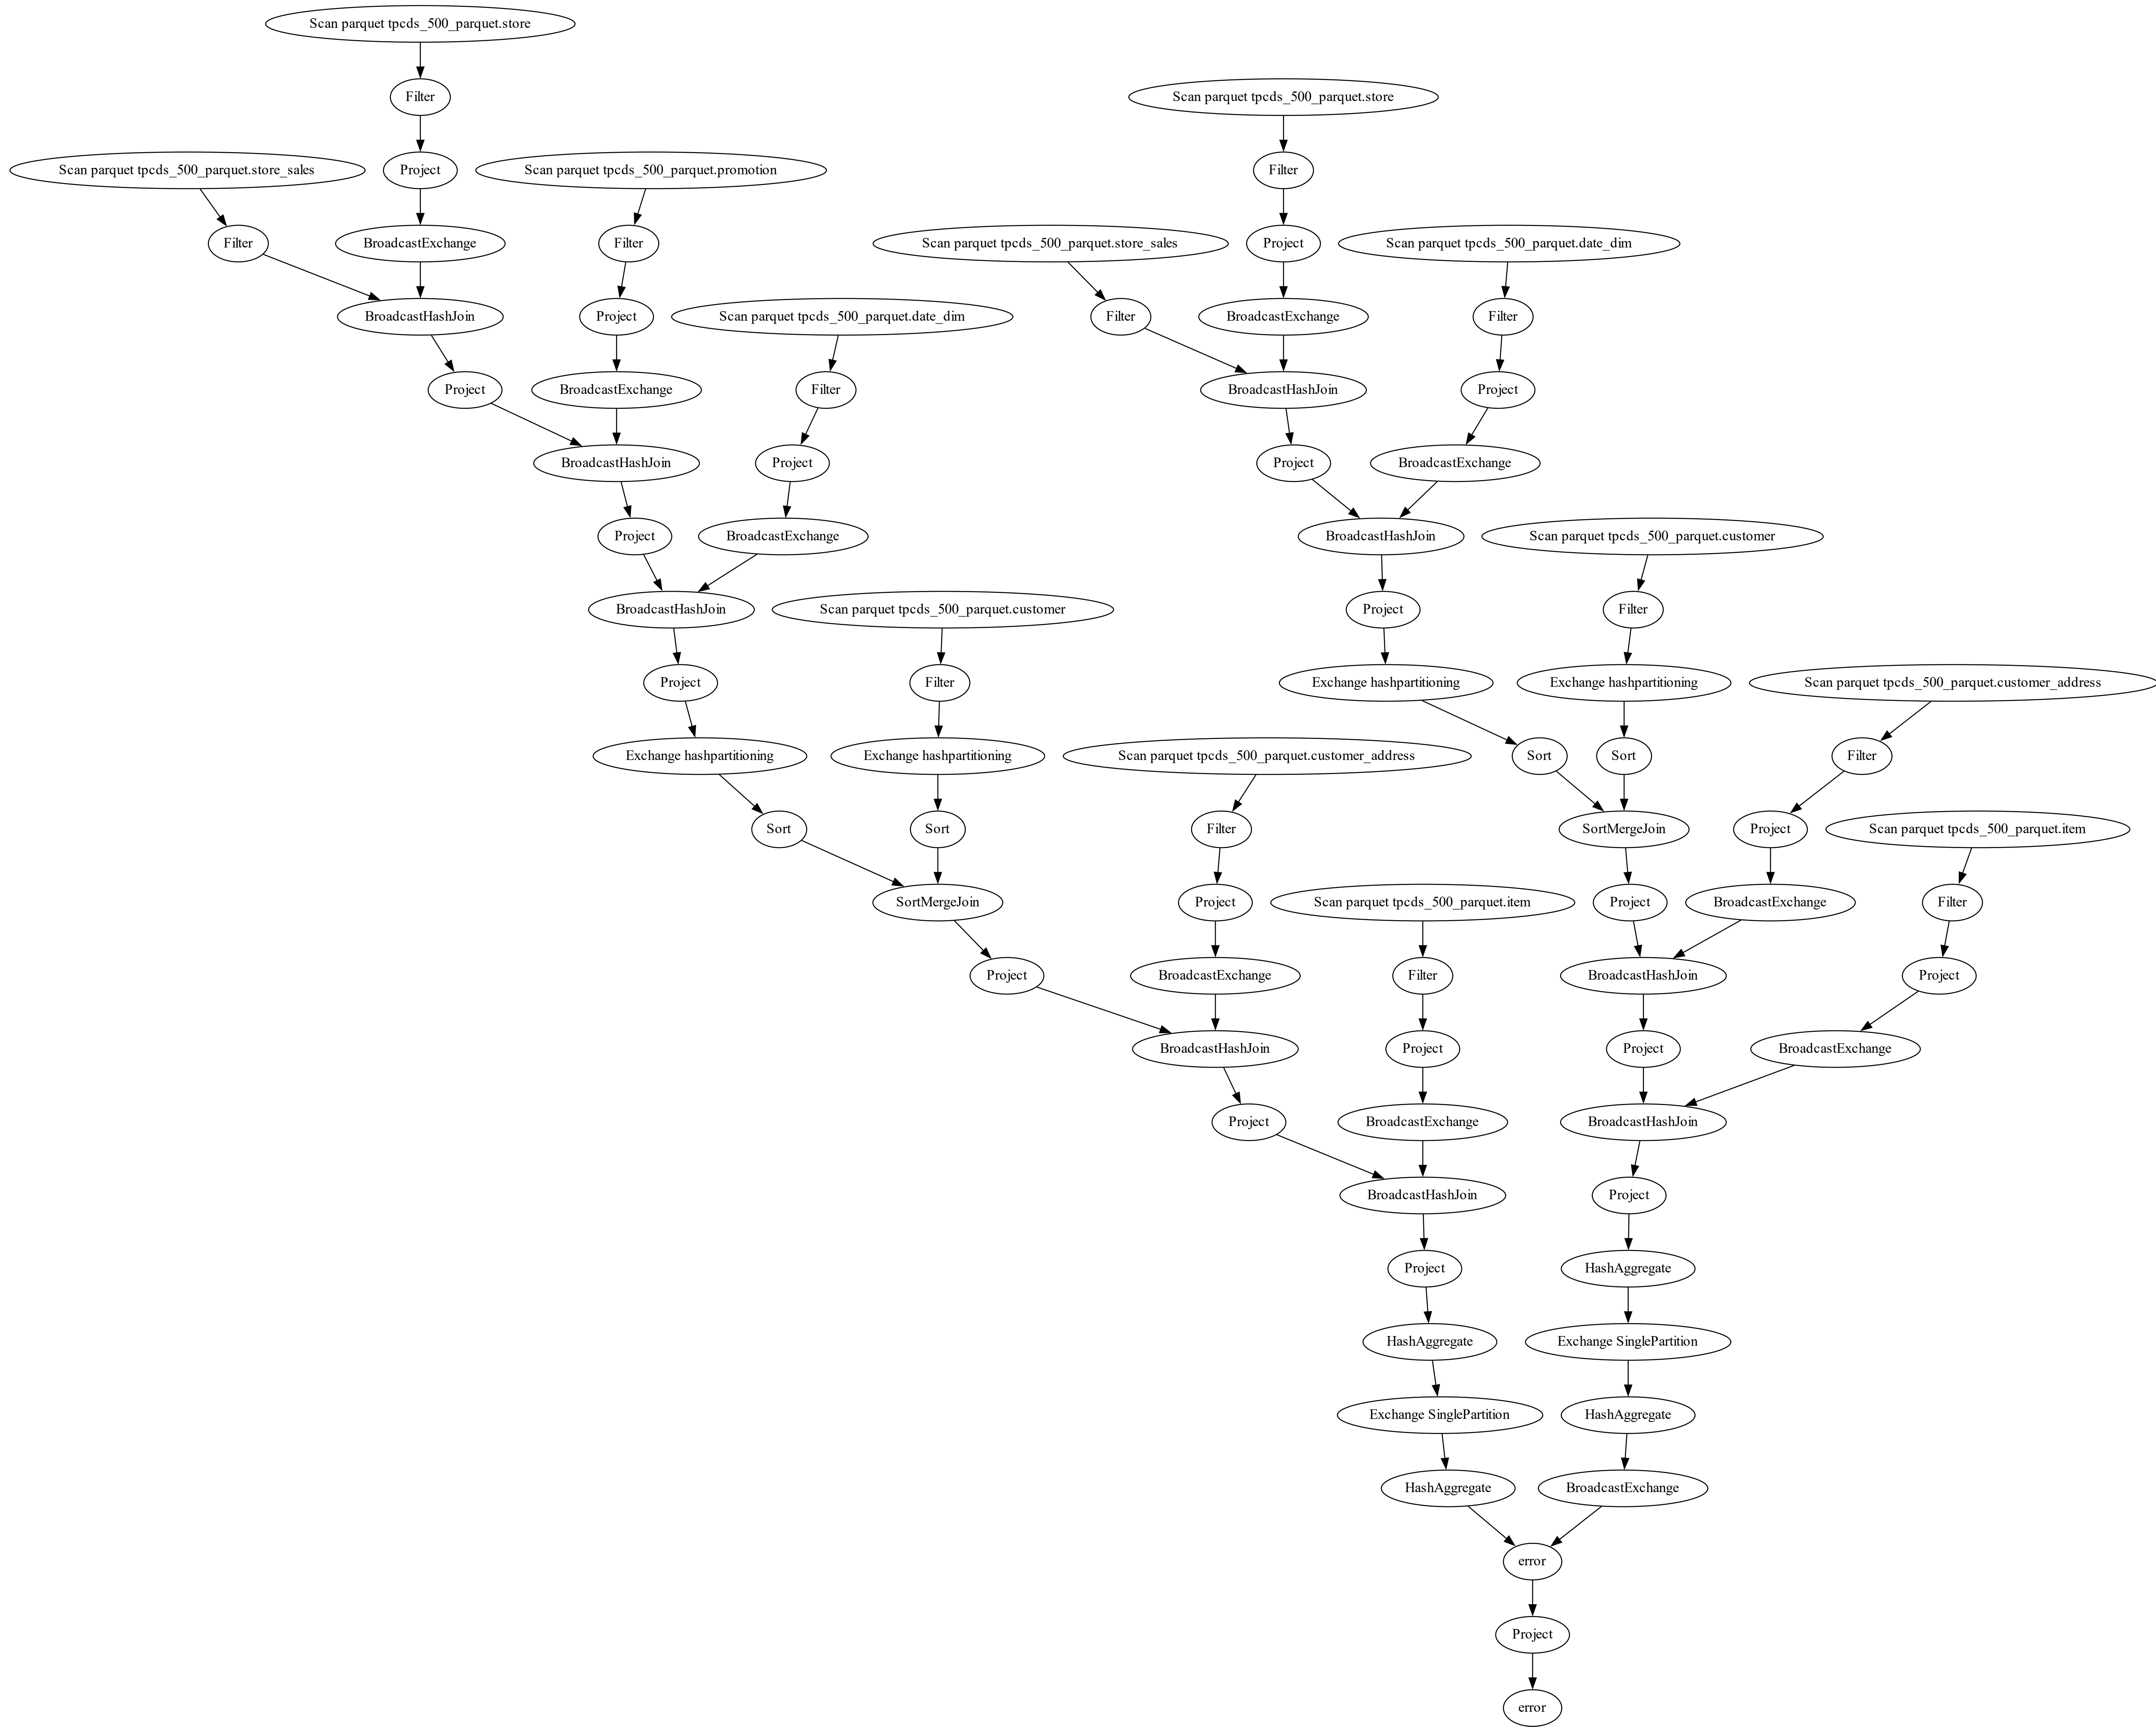 Scan parquet tpcds_500_parquet.store
Filter
Scan parquet tpcds_500_parquet.store
Scan parquet tpcds_500_parquet.store_sales
Project
Scan parquet tpcds_500_parquet.promotion
Filter
Filter
BroadcastExchange
Filter
Scan parquet tpcds_500_parquet.store_sales
Project
Scan parquet tpcds_500_parquet.date_dim
BroadcastHashJoin
Project
Scan parquet tpcds_500_parquet.date_dim
Filter
BroadcastExchange
Filter
Project
BroadcastExchange
Filter
BroadcastHashJoin
Project
BroadcastHashJoin
Project
Project
BroadcastExchange
Project
BroadcastExchange
BroadcastHashJoin
Scan parquet tpcds_500_parquet.customer
BroadcastHashJoin
Scan parquet tpcds_500_parquet.customer
Project
Filter
Project
Filter
Exchange hashpartitioning
Exchange hashpartitioning
Scan parquet tpcds_500_parquet.customer_address
Exchange hashpartitioning
Exchange hashpartitioning
Scan parquet tpcds_500_parquet.customer_address
Sort
Sort
Filter
Sort
Sort
Filter
SortMergeJoin
Project
Scan parquet tpcds_500_parquet.item
SortMergeJoin
Project
Scan parquet tpcds_500_parquet.item
Project
BroadcastExchange
Filter
Project
BroadcastExchange
Filter
BroadcastHashJoin
Project
BroadcastHashJoin
Project
Project
BroadcastExchange
Project
BroadcastExchange
BroadcastHashJoin
BroadcastHashJoin
Project
Project
HashAggregate
HashAggregate
Exchange SinglePartition
Exchange SinglePartition
HashAggregate
HashAggregate
BroadcastExchange
error
Project
error